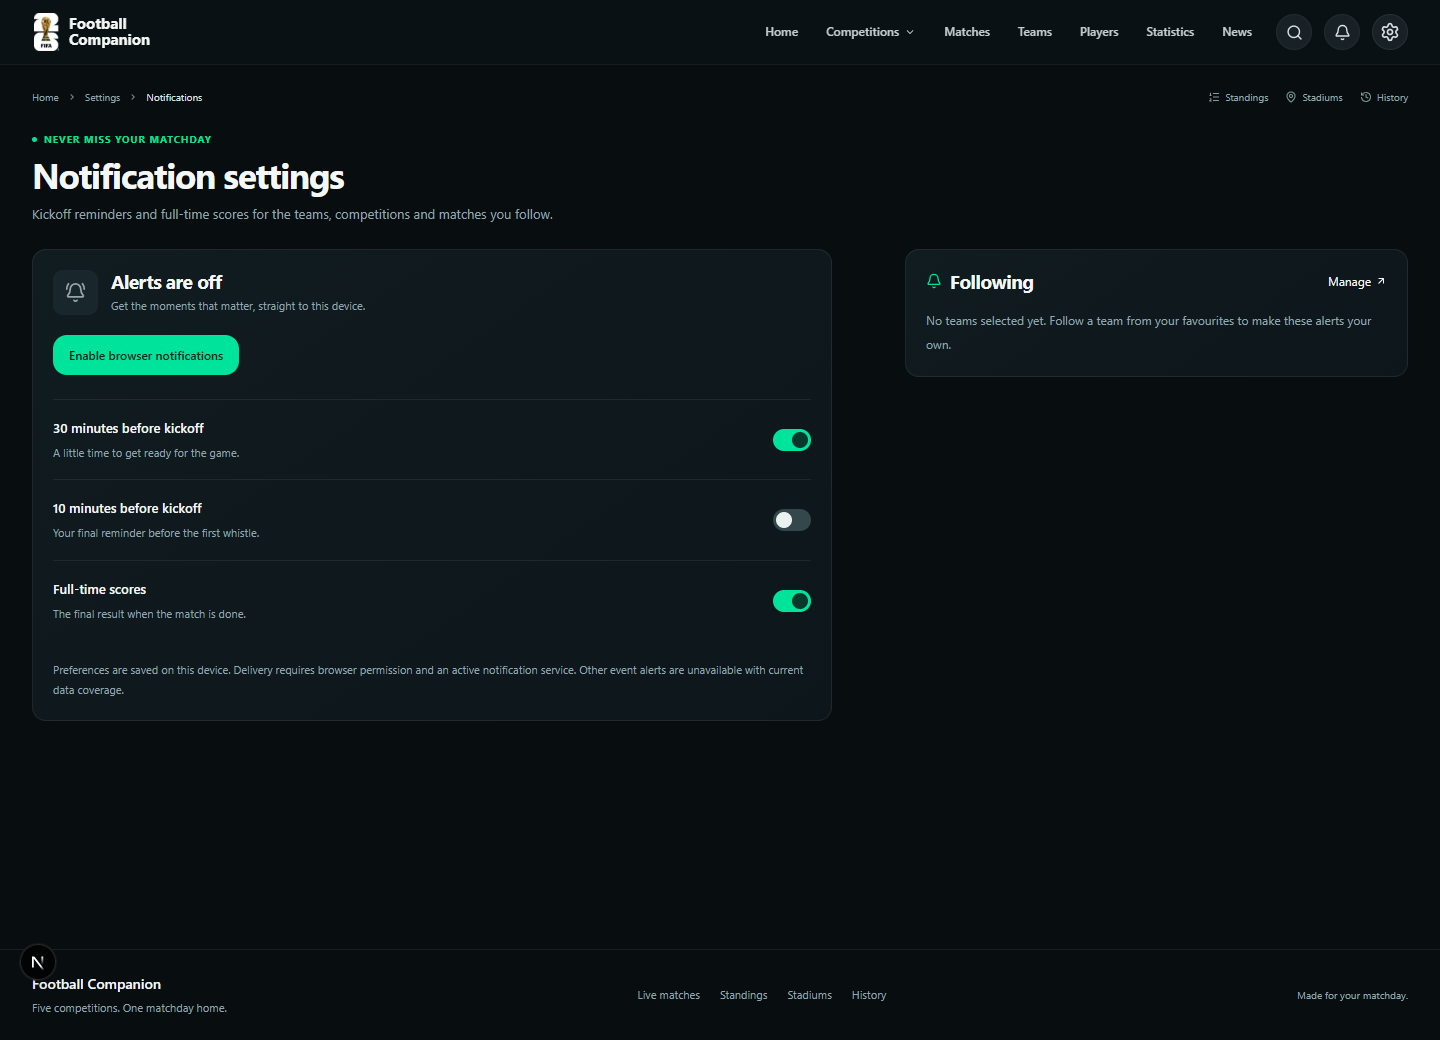 FIFA
Football
Companion
Home
Competitions
Matches
Teams
Players
Statistics
News
Home
Settings
Notifications
Standings
Stadiums
History
NEVER MISS YOUR MATCHDAY
Notification settings
Kickoff reminders and full-time scores for the teams, competitions and matches you follow.
Alerts are off
Get the moments that matter, straight to this device.
Enable browser notifications
30 minutes before kickoff
A little time to get ready for the game.
10 minutes before kickoff
Your final reminder before the first whistle.
Full-time scores
The final result when the match is done.
Preferences are saved on this device. Delivery requires browser permission and an active notification service. Other event alerts are unavailable with current
data coverage.
Following
Manage
No teams selected yet. Follow a team from your favourites to make these alerts your
own.
N
Football Companion
Five competitions. One matchday home.
Live matches
Standings
Stadiums
History
Made for your matchday.